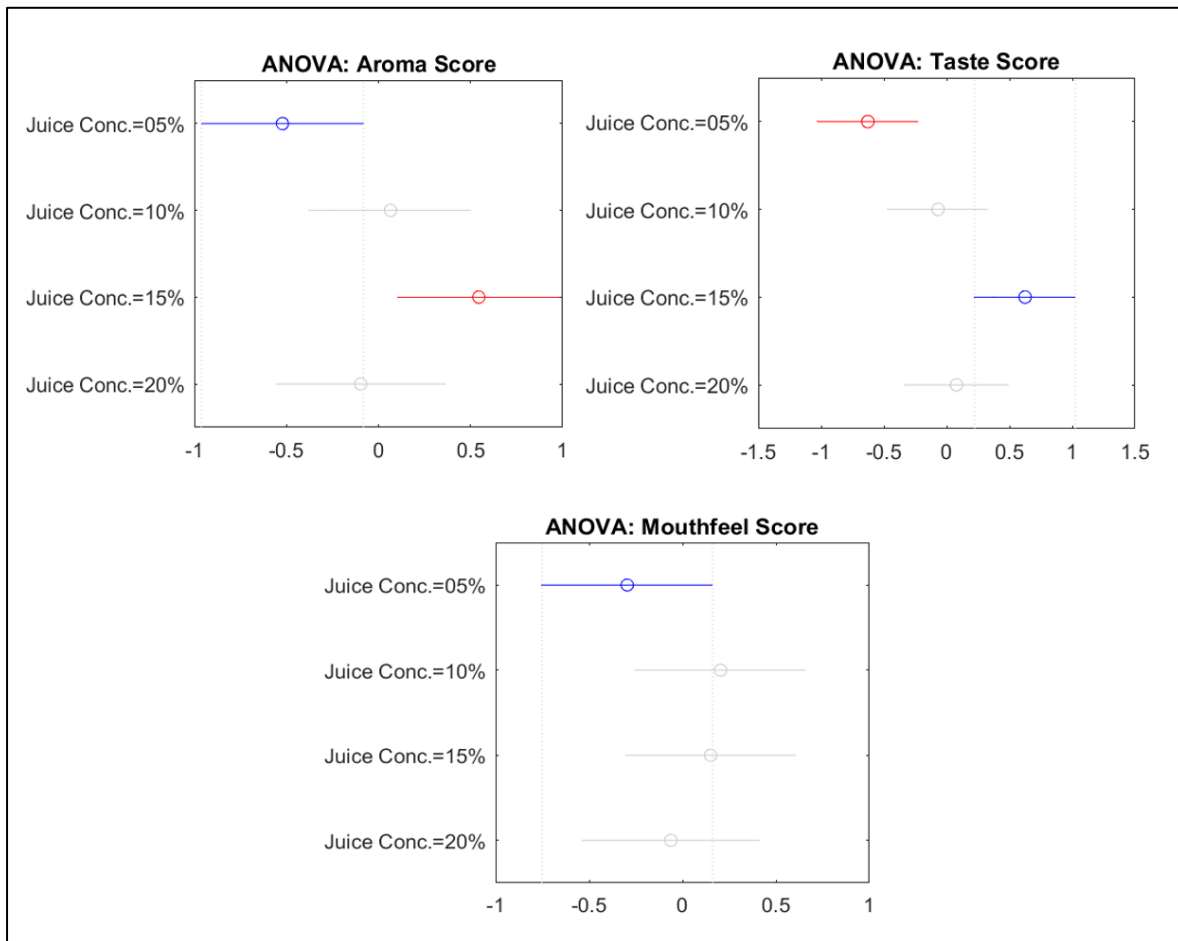 ANOVA: Aroma Score
Juice Conc.=05%
Juice Conc.=10%
Juice Conc.=15%
Juice Conc.=20%
-1 -0.5 0 0.5 1
ANOVA: Taste Score
Juice Conc.=05%
Juice Conc.=10%
Juice Conc.=15%
Juice Conc.=20%
-1.5 -1 -0.5 0 0.5 1 1.5
ANOVA: Mouthfeel Score
Juice Conc.=05%
Juice Conc.=10%
Juice Conc.=15%
Juice Conc.=20%
-1 -0.5 0 0.5 1